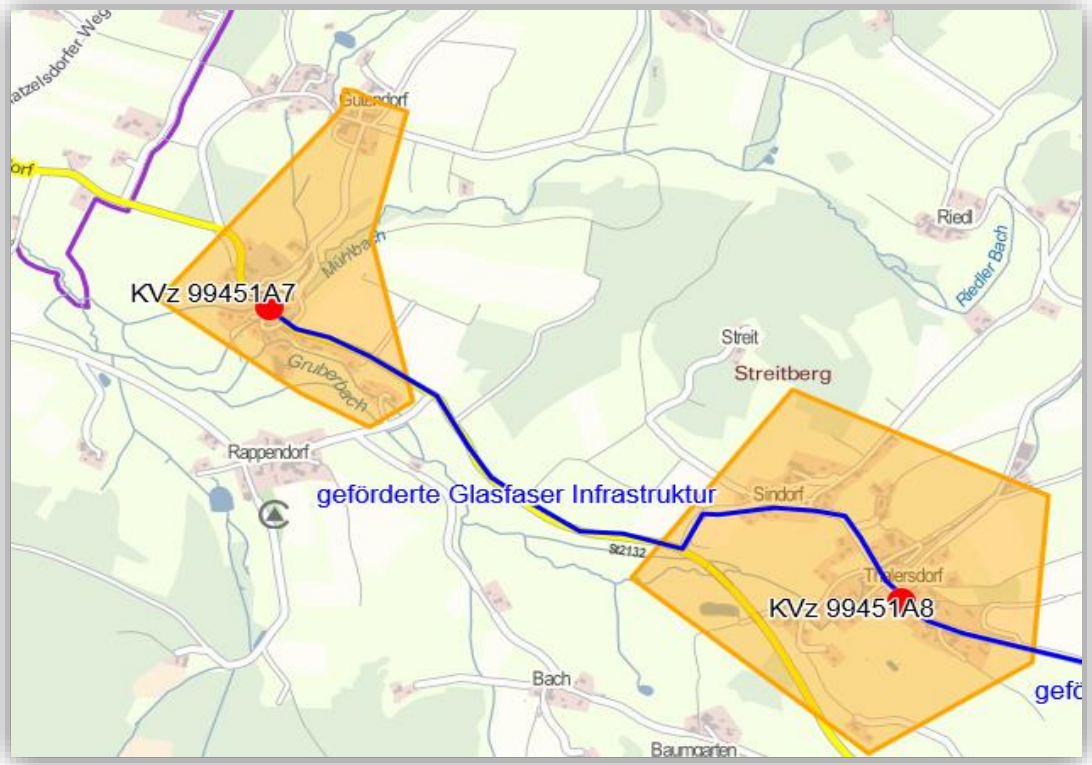 atzelsdorfer Weg
Gutendorf
dorf
Riedl
Mühlbach
Riedler Bach
KVz 99451A7
Streit
Gruberbach
Streitberg
Rappendorf
geförderte Glasfaser Infrastruktur
Sindorf
St2132
Thalersdorf
KVz 99451A8
Bach
gefö
Baumgarten